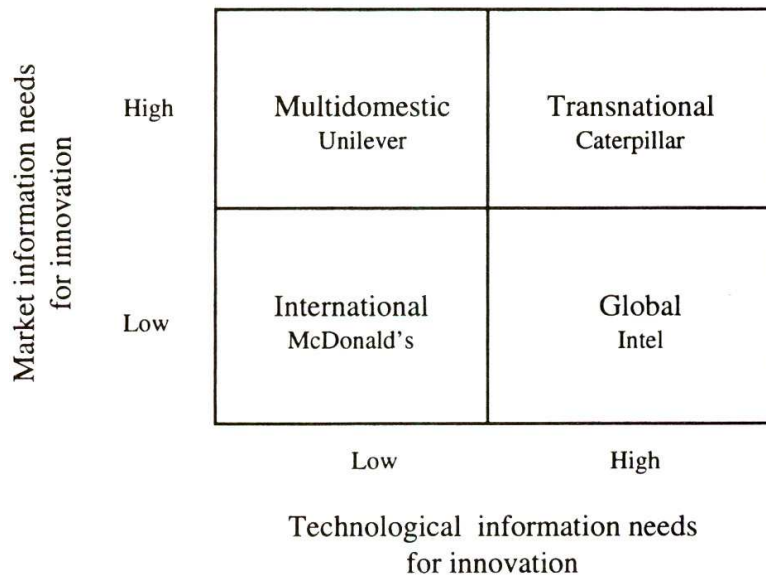 Market information needs
for innovation
High
Multidomestic
Unilever
Transnational
Caterpillar
Low
International
McDonald's
Global
Intel
Low
High
Technological information needs
for innovation